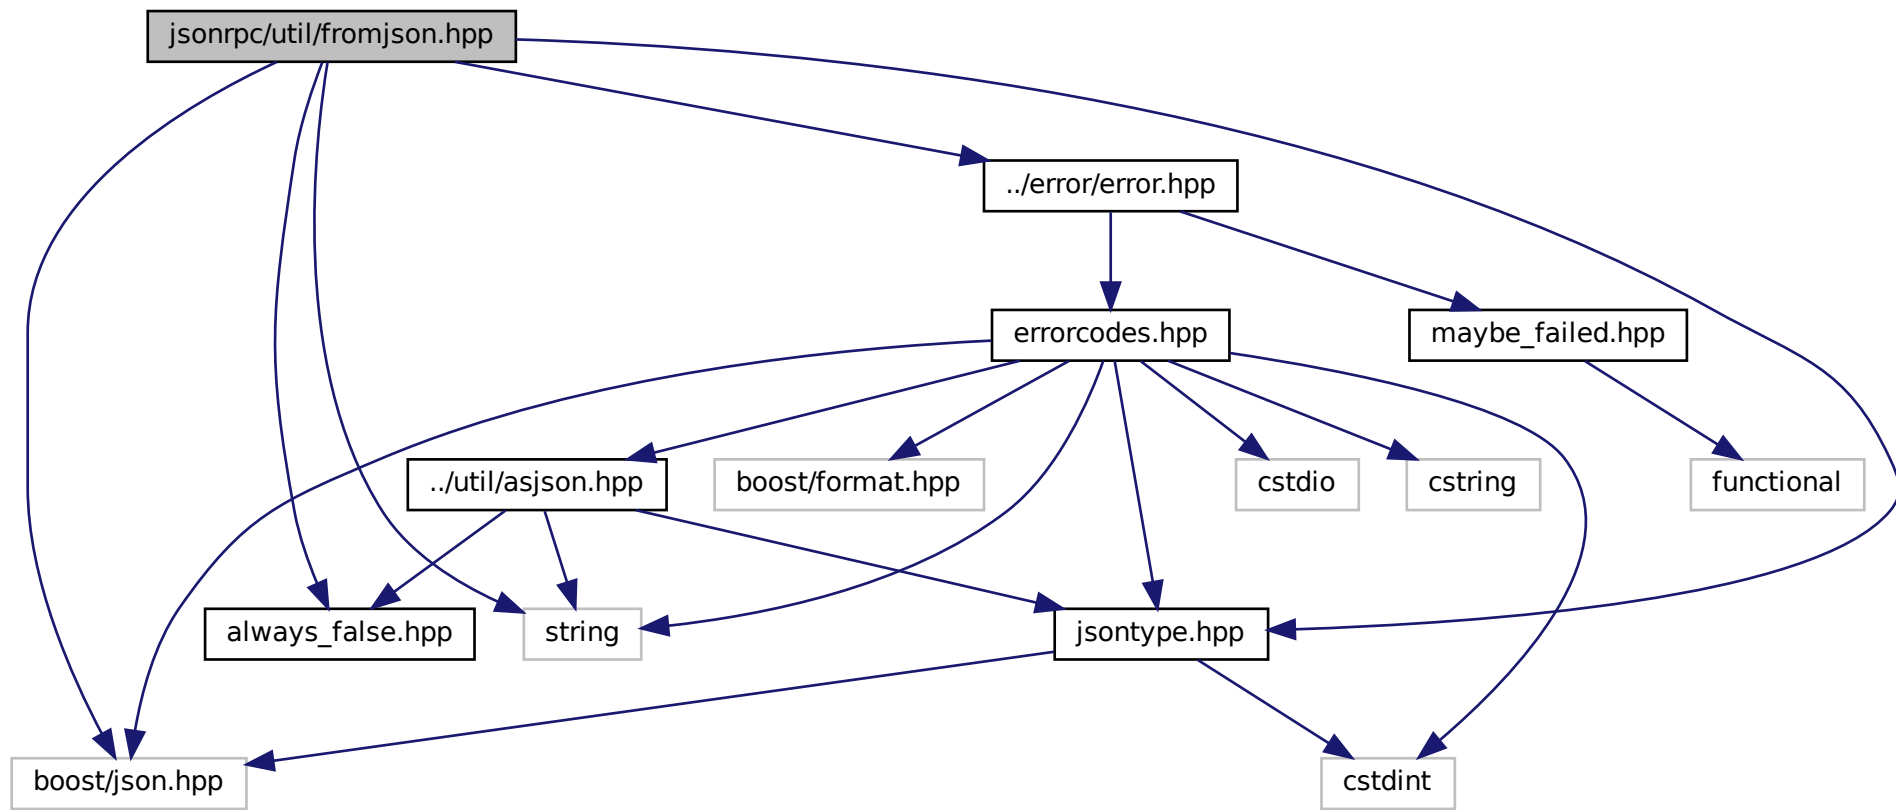 jsonrpc/util/fromjson.hpp
../error/error.hpp
errorcodes.hpp
maybe_failed.hpp
../util/asjson.hpp
boost/format.hpp
cstdio
cstring
functional
always_false.hpp
string
jsontype.hpp
boost/json.hpp
cstdint